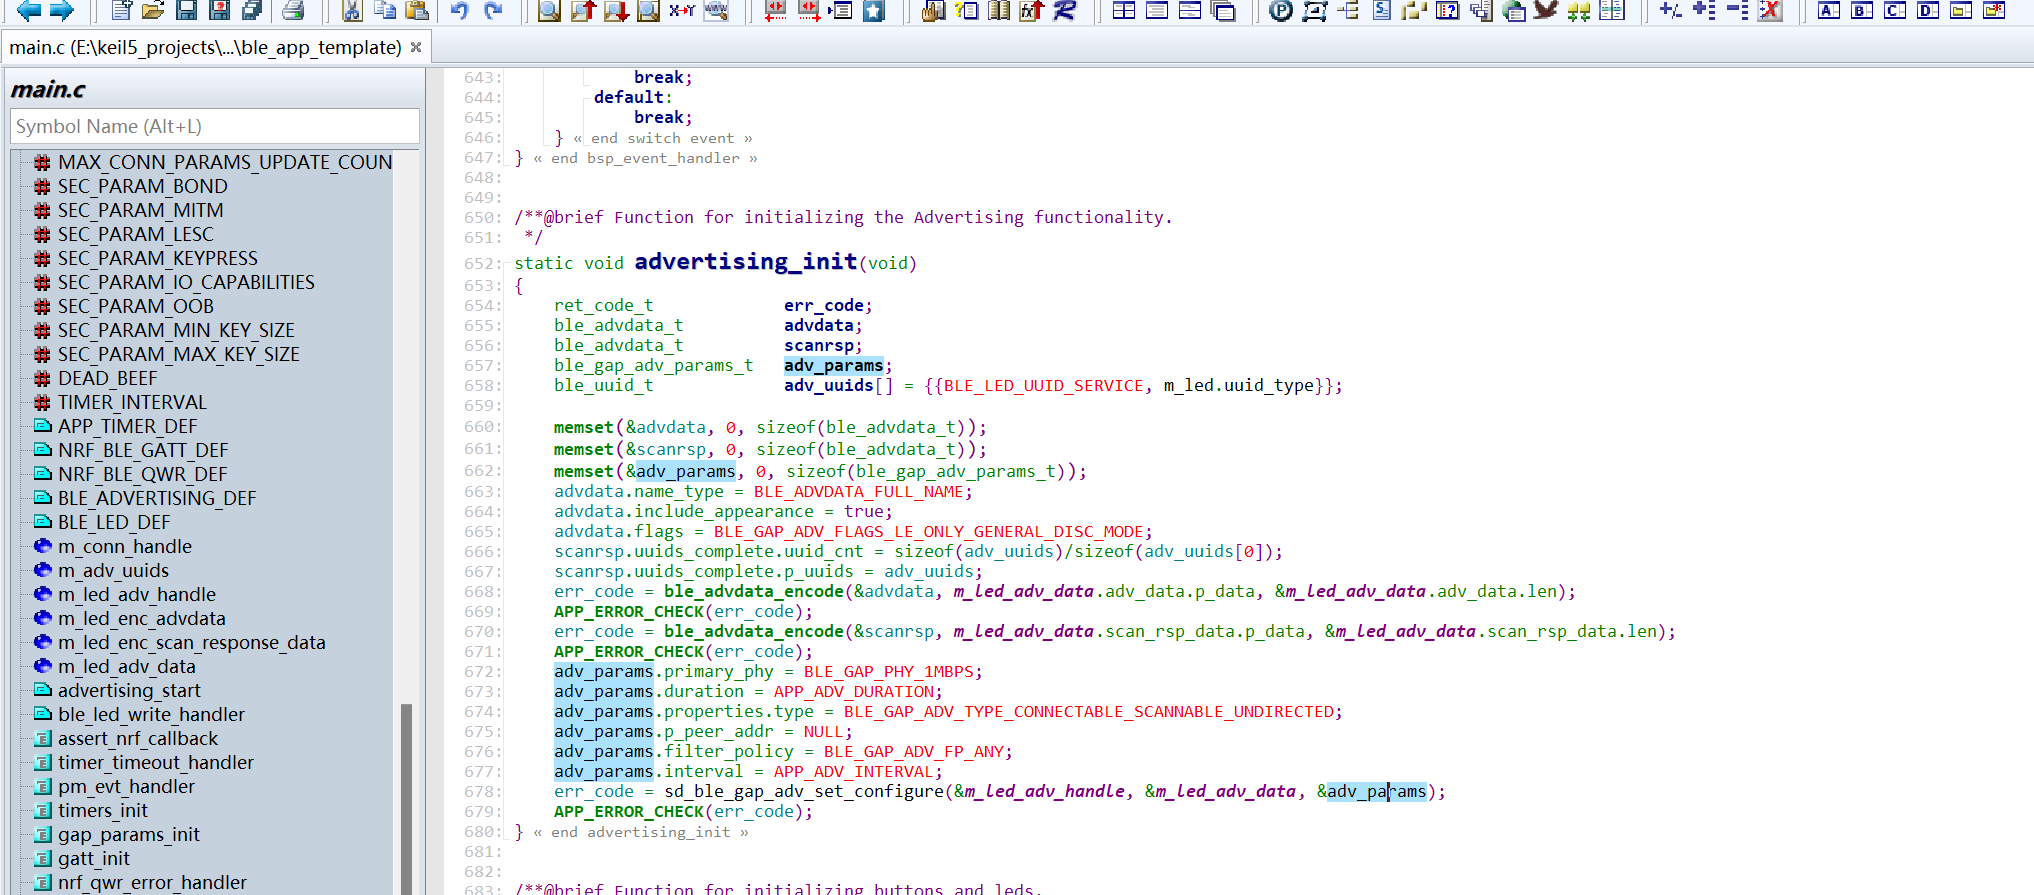 main.c (E:\keil5_projects\...\ble_app_template)
main.c
Symbol Name (Alt+L)
MAX_CONN_PARAMS_UPDATE_COUN
SEC_PARAM_BOND
SEC_PARAM_MITM
SEC_PARAM_LESC
SEC_PARAM_KEYPRESS
SEC_PARAM_IO_CAPABILITIES
SEC_PARAM_OOB
SEC_PARAM_MIN_KEY_SIZE
SEC_PARAM_MAX_KEY_SIZE
DEAD_BEEF
TIMER_INTERVAL
APP_TIMER_DEF
NRF_BLE_GATT_DEF
NRF_BLE_QWR_DEF
BLE_ADVERTISING_DEF
BLE_LED_DEF
m_conn_handle
m_adv_uuids
m_led_adv_handle
m_led_enc_advdata
m_led_enc_scan_response_data
m_led_adv_data
advertising_start
ble_led_write_handler
assert_nrf_callback
timer_timeout_handler
pm_evt_handler
timers_init
gap_params_init
gatt_init
nrf_qwr_error_handler
643: break;
644: default:
645: break;
646: } « end switch event »
647: } « end bsp_event_handler »
648:
649:
650: /**@brief Function for initializing the Advertising functionality.
651: */
652: static void advertising_init(void)
653: {
654: ret_code_t err_code;
655: ble_advdata_t advdata;
656: ble_advdata_t scanrsp;
657: ble_gap_adv_params_t adv_params;
658: ble_uuid_t adv_uuids[] = {{BLE_LED_UUID_SERVICE, m_led.uuid_type}};
659:
660: memset(&advdata, 0, sizeof(ble_advdata_t));
661: memset(&scanrsp, 0, sizeof(ble_advdata_t));
662: memset(&adv_params, 0, sizeof(ble_gap_adv_params_t));
663: advdata.name_type = BLE_ADVDATA_FULL_NAME;
664: advdata.include_appearance = true;
665: advdata.flags = BLE_GAP_ADV_FLAGS_LE_ONLY_GENERAL_DISC_MODE;
666: scanrsp.uuids_complete.uuid_cnt = sizeof(adv_uuids)/sizeof(adv_uuids[0]);
667: scanrsp.uuids_complete.p_uuids = adv_uuids;
668: err_code = ble_advdata_encode(&advdata, m_led_adv_data.adv_data.p_data, &m_led_adv_data.adv_data.len);
669: APP_ERROR_CHECK(err_code);
670: err_code = ble_advdata_encode(&scanrsp, m_led_adv_data.scan_rsp_data.p_data, &m_led_adv_data.scan_rsp_data.len);
671: APP_ERROR_CHECK(err_code);
672: adv_params.primary_phy = BLE_GAP_PHY_1MBPS;
673: adv_params.duration = APP_ADV_DURATION;
674: adv_params.properties.type = BLE_GAP_ADV_TYPE_CONNECTABLE_SCANNABLE_UNDIRECTED;
675: adv_params.p_peer_addr = NULL;
676: adv_params.filter_policy = BLE_GAP_ADV_FP_ANY;
677: adv_params.interval = APP_ADV_INTERVAL;
678: err_code = sd_ble_gap_adv_set_configure(&m_led_adv_handle, &m_led_adv_data, &adv_params);
679: APP_ERROR_CHECK(err_code);
680: } « end advertising_init »
681:
682:
683: /**@brief Function for initializing buttons and leds.